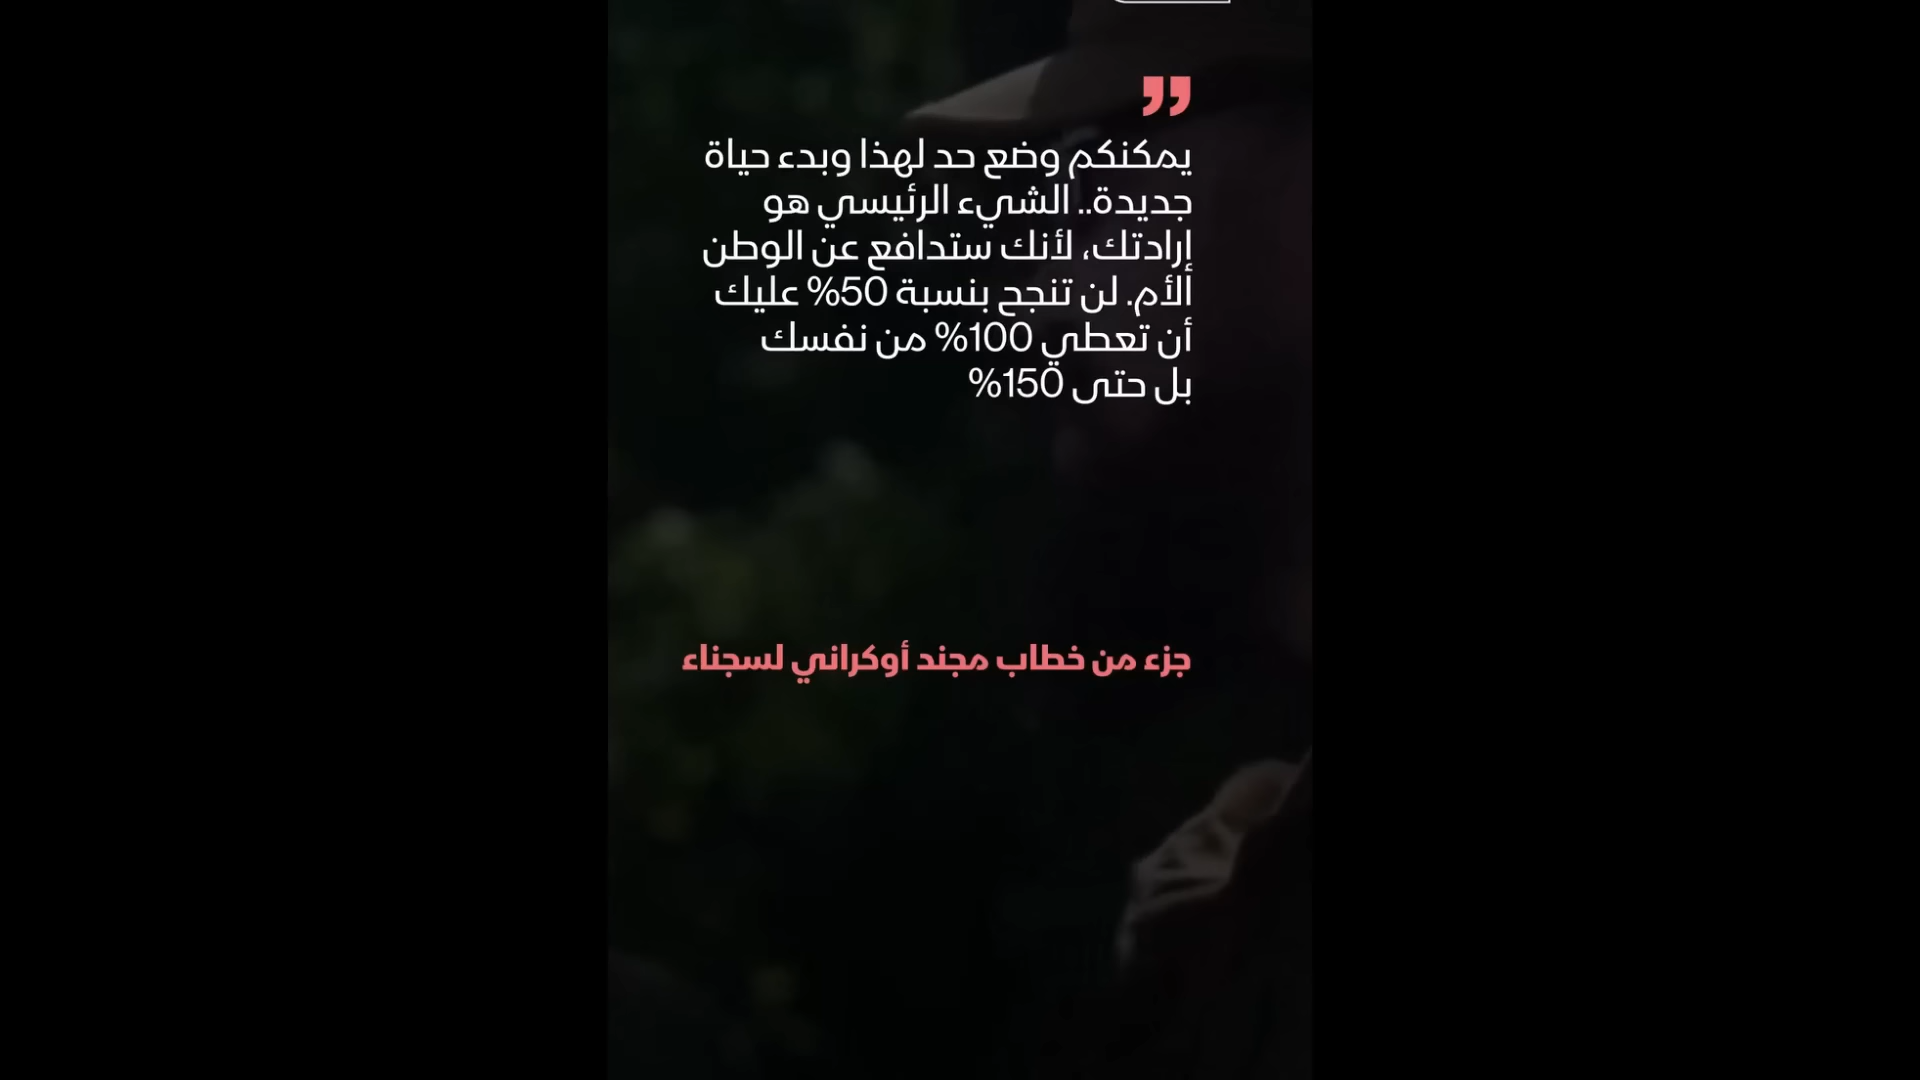 يمكنكم وضع حد لهذا وبدء حياة
جديدة.. الشيء الرئيسي هو
إرادتك، لأنك ستدافع عن الوطن
الأم. لن تنجح بنسبة 50% عليك
أن تعطي 100% من نفسك
بل حتى 150%
جزء من خطاب مجند أوكراني لسجناء